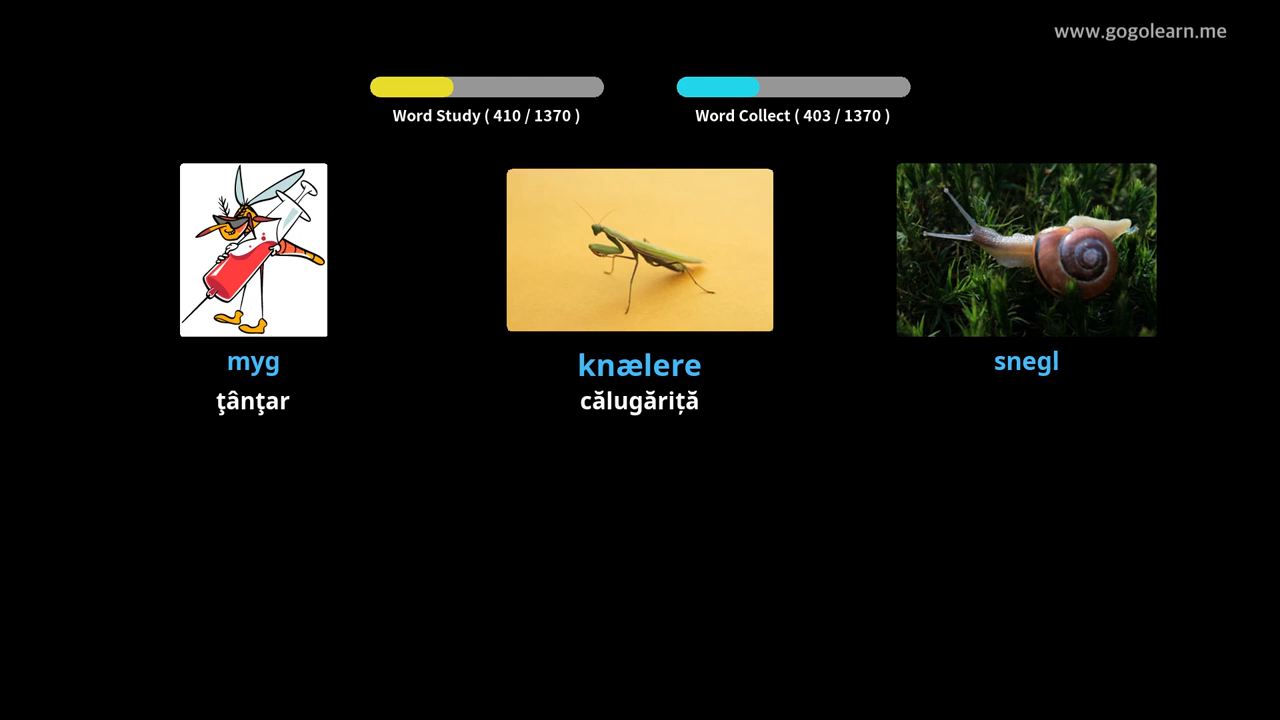 www.gogolearn.me
Word Study ( 410 / 1370 )
Word Collect ( 403 / 1370 )
myg
knælere
snegl
ţânţar
călugăriță